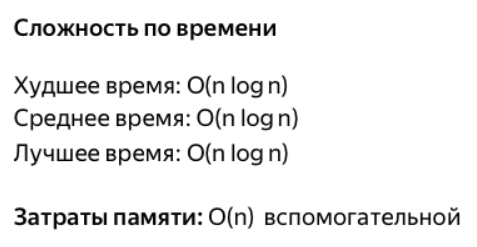 Сложность по времени
Худшее время: O(n log n)
Среднее время: O(n log n)
Лучшее время: O(n log n)
Затраты памяти: O(n) вспомогательной